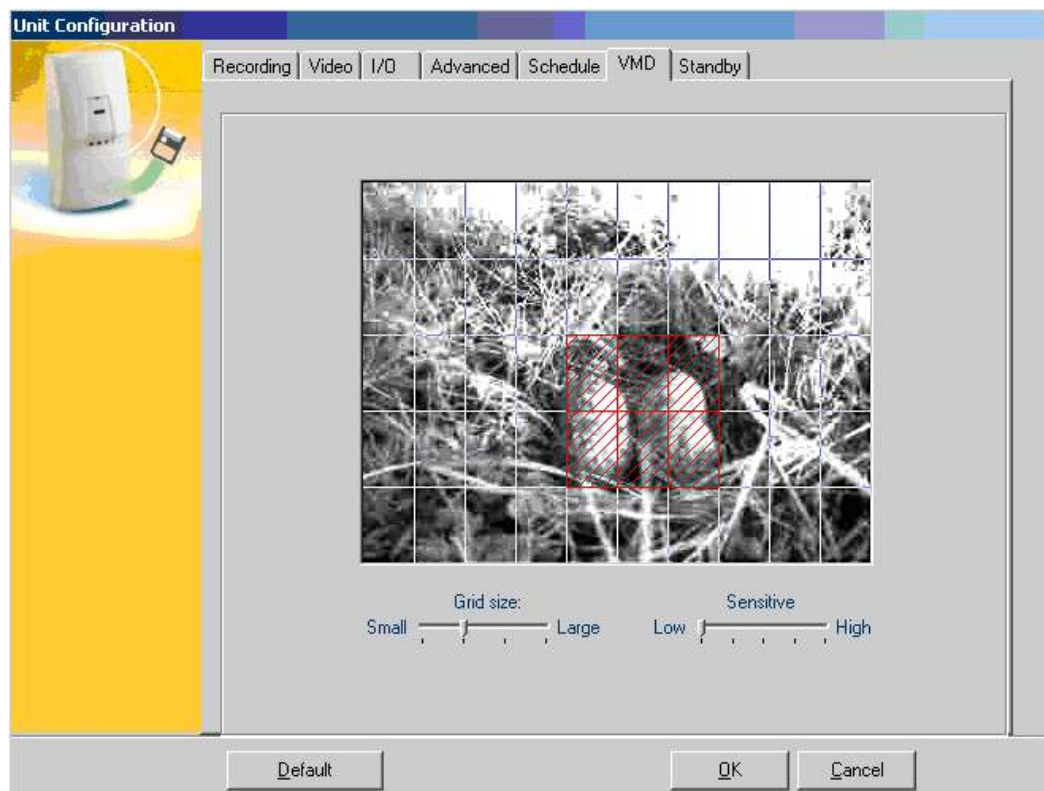 Unit Configuration
Recording Video I/O Advanced Schedule VMD Standby
Grid size:
Small Large
Sensitive
Low High
Default OK Cancel